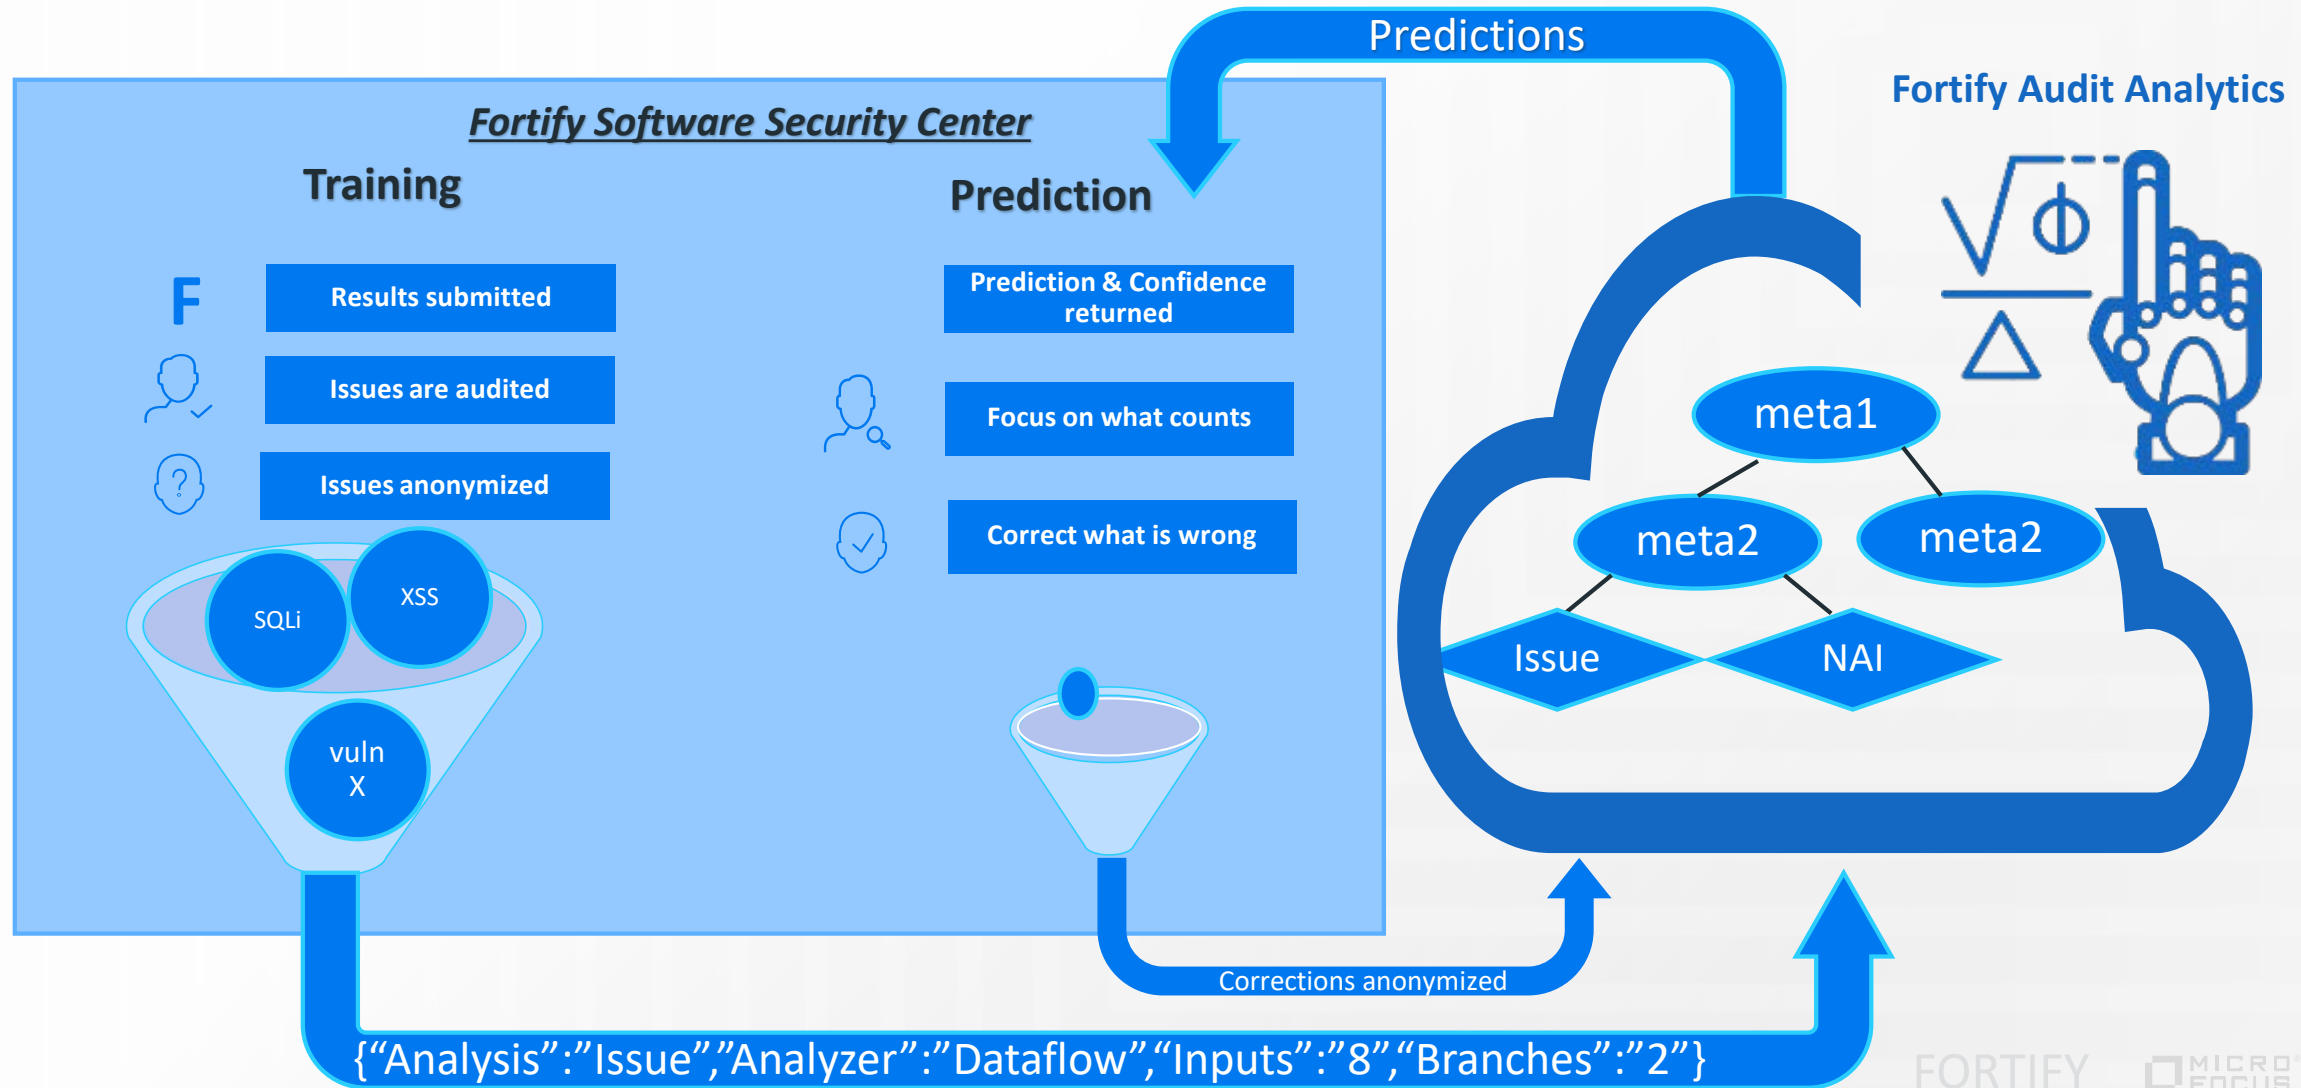 Predictions
Fortify Audit Analytics
Fortify Software Security Center
Training
Prediction
F
Results submitted
Issues are audited
Issues anonymized
Prediction & Confidence
returned
Focus on what counts
Correct what is wrong
SQLi
XSS
vuln
X
?
√ϕ
Δ
meta1
meta2
meta2
Issue
NAI
Corrections anonymized
{“Analysis”:”Issue”,”Analyzer”:”Dataflow”,“Inputs”:”8”,“Branches”:”2”}
FORTIFY
MICRO
FOCUS